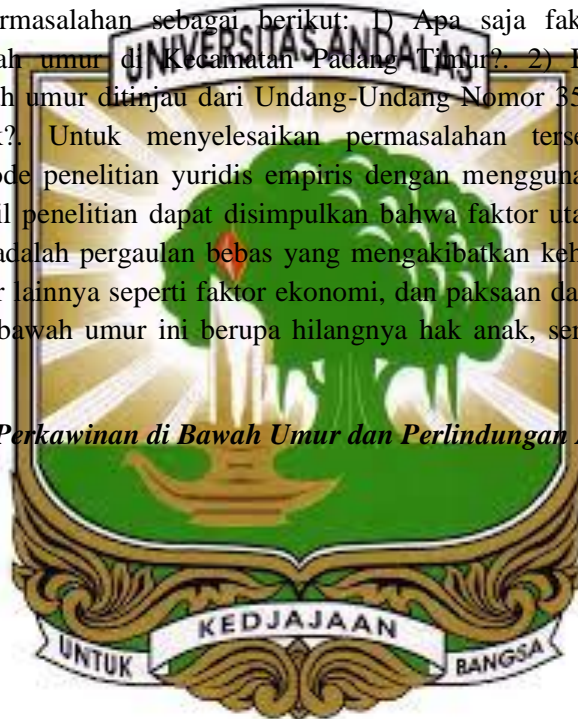 ermasalahan sebagai berikut: 1) Apa saja fak
UNIVERSITAS ANDALAS
ah umur di Kecamatan Padang Timur?. 2)
h umur ditinjau dari Undang-Undang Nomor 35
?. Untuk menyelesaikan permasalahan terse
ode penelitian yuridis empiris dengan mengguna
il penelitian dapat disimpulkan bahwa faktor uta
adalah pergaulan bebas yang mengakibatkan keh
r lainnya seperti faktor ekonomi, dan paksaan da
bawah umur ini berupa hilangnya hak anak, ser
Perkawinan di Bawah Umur dan Perlindungan
KEDJAJAAN
UNTUK
BANGSA